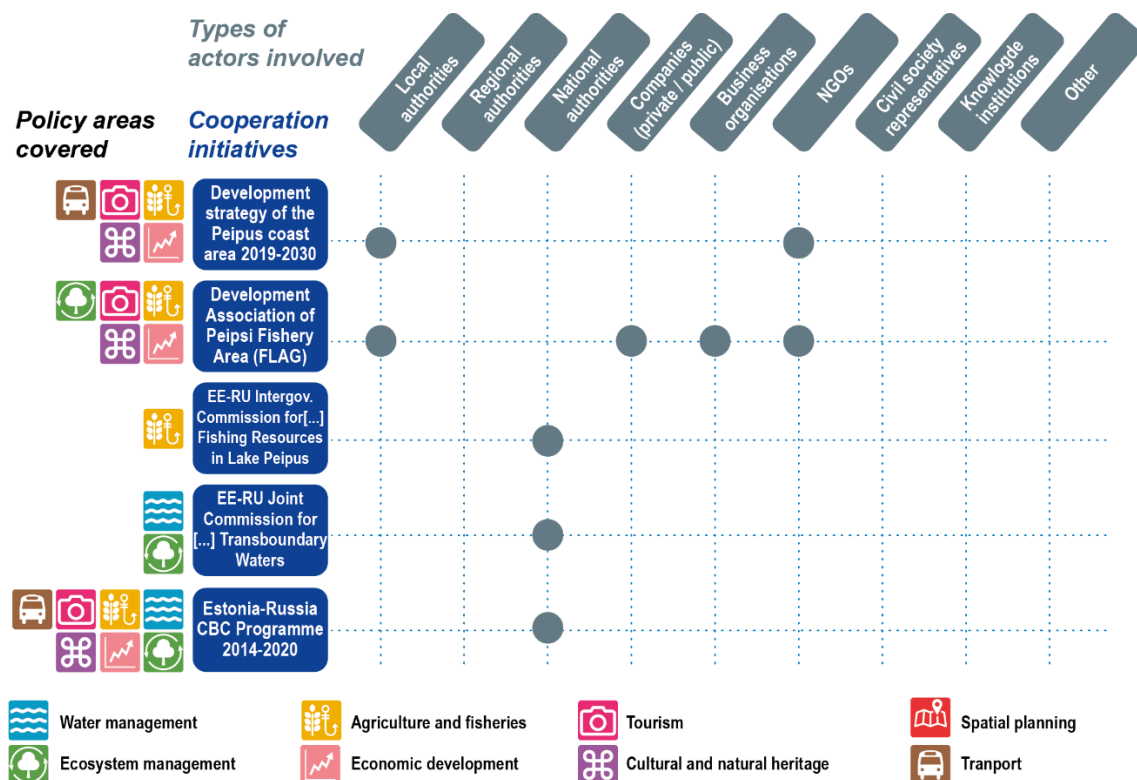 Types of
actors involved
Local
authorities
Regional
authorities
National
authorities
Companies
(private / public)
Business
organisations
NGOs
Civil society
representatives
Knowlogde
institutions
Other
Policy areas
covered
Cooperation
initiatives
Development
strategy of the
Peipus coast
area 2019-2030
Development
Association of
Peipsi Fishery
Area (FLAG)
EE-RU Intergov.
Commission for[...]
Fishing Resources
in Lake Peipus
EE-RU Joint
Commission for
[...] Transboundary
Waters
Estonia-Russia
CBC Programme
2014-2020
Water management
Agriculture and fisheries
Tourism
Spatial planning
Ecosystem management
Economic development
Cultural and natural heritage
Tranport